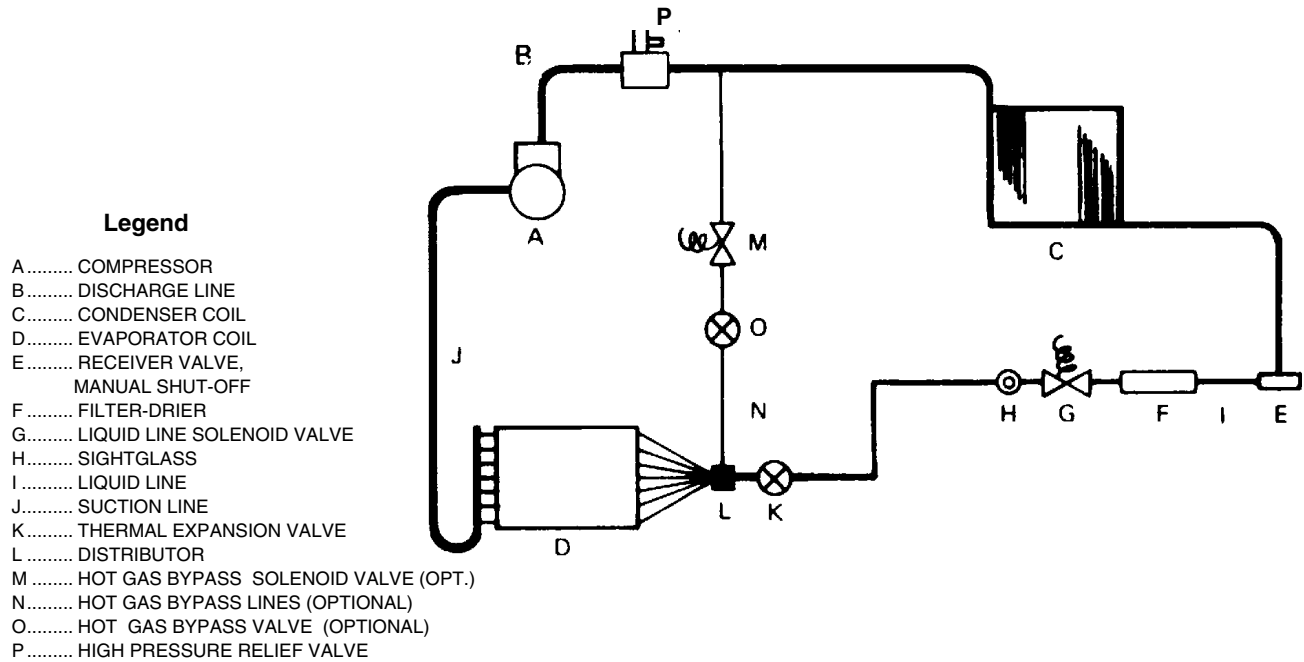 P
B
A
M
C
O
J
N
H G F I E
L K
D
Legend
A ......... COMPRESSOR
B ......... DISCHARGE LINE
C ......... CONDENSER COIL
D ......... EVAPORATOR COIL
E ......... RECEIVER VALVE,
MANUAL SHUT-OFF
F ......... FILTER-DRIER
G ......... LIQUID LINE SOLENOID VALVE
H ......... SIGHTGLASS
I ......... LIQUID LINE
J ......... SUCTION LINE
K ......... THERMAL EXPANSION VALVE
L ......... DISTRIBUTOR
M ......... HOT GAS BYPASS SOLENOID VALVE (OPT.)
N ......... HOT GAS BYPASS LINES (OPTIONAL)
O ......... HOT GAS BYPASS VALVE (OPTIONAL)
P ......... HIGH PRESSURE RELIEF VALVE